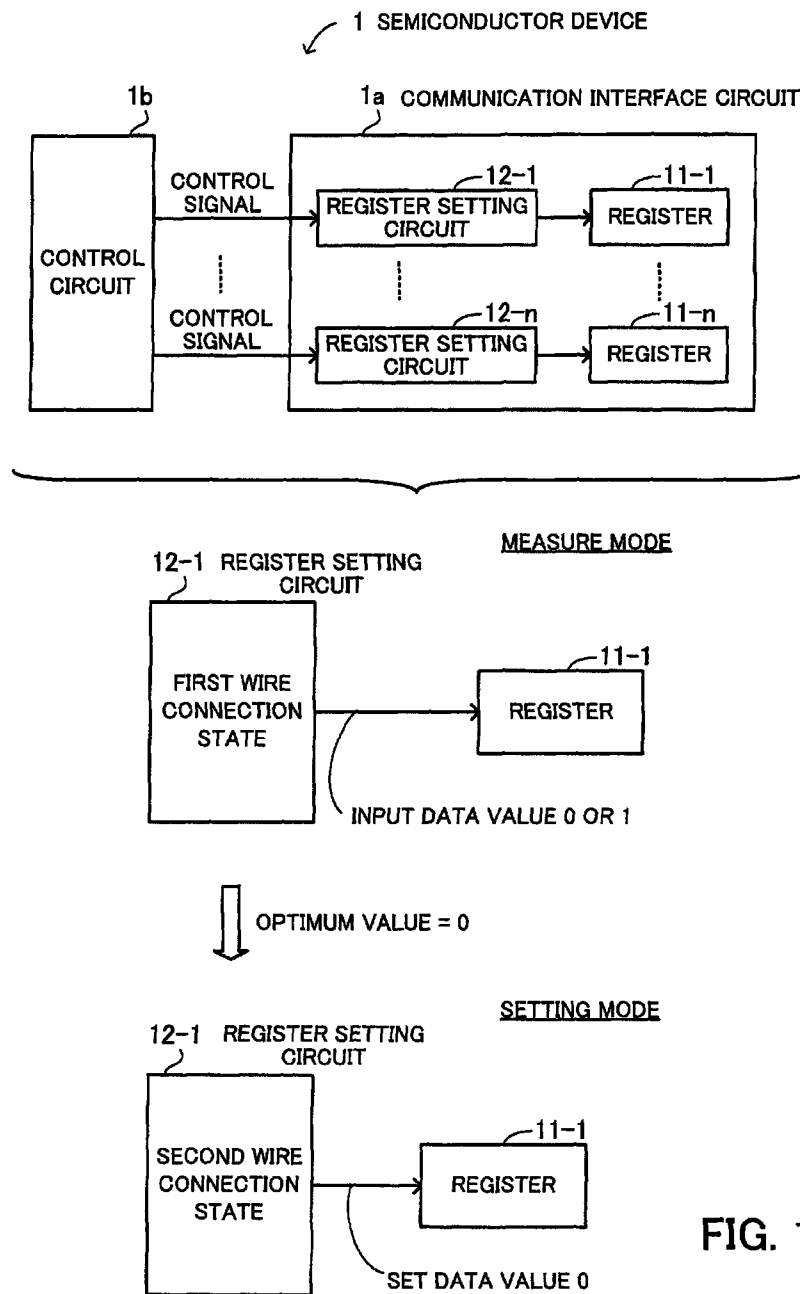 1 SEMICONDUCTOR DEVICE
1b
1a COMMUNICATION INTERFACE CIRCUIT
CONTROL
CIRCUIT
CONTROL
SIGNAL
12-1
REGISTER SETTING
CIRCUIT
11-1
REGISTER
CONTROL
SIGNAL
12-n
REGISTER SETTING
CIRCUIT
11-n
REGISTER
MEASURE MODE
12-1 REGISTER SETTING
CIRCUIT
FIRST WIRE
CONNECTION
STATE
11-1
REGISTER
INPUT DATA VALUE 0 OR 1
OPTIMUM VALUE = 0
SETTING MODE
12-1 REGISTER SETTING
CIRCUIT
SECOND WIRE
CONNECTION
STATE
11-1
REGISTER
SET DATA VALUE 0
FIG.